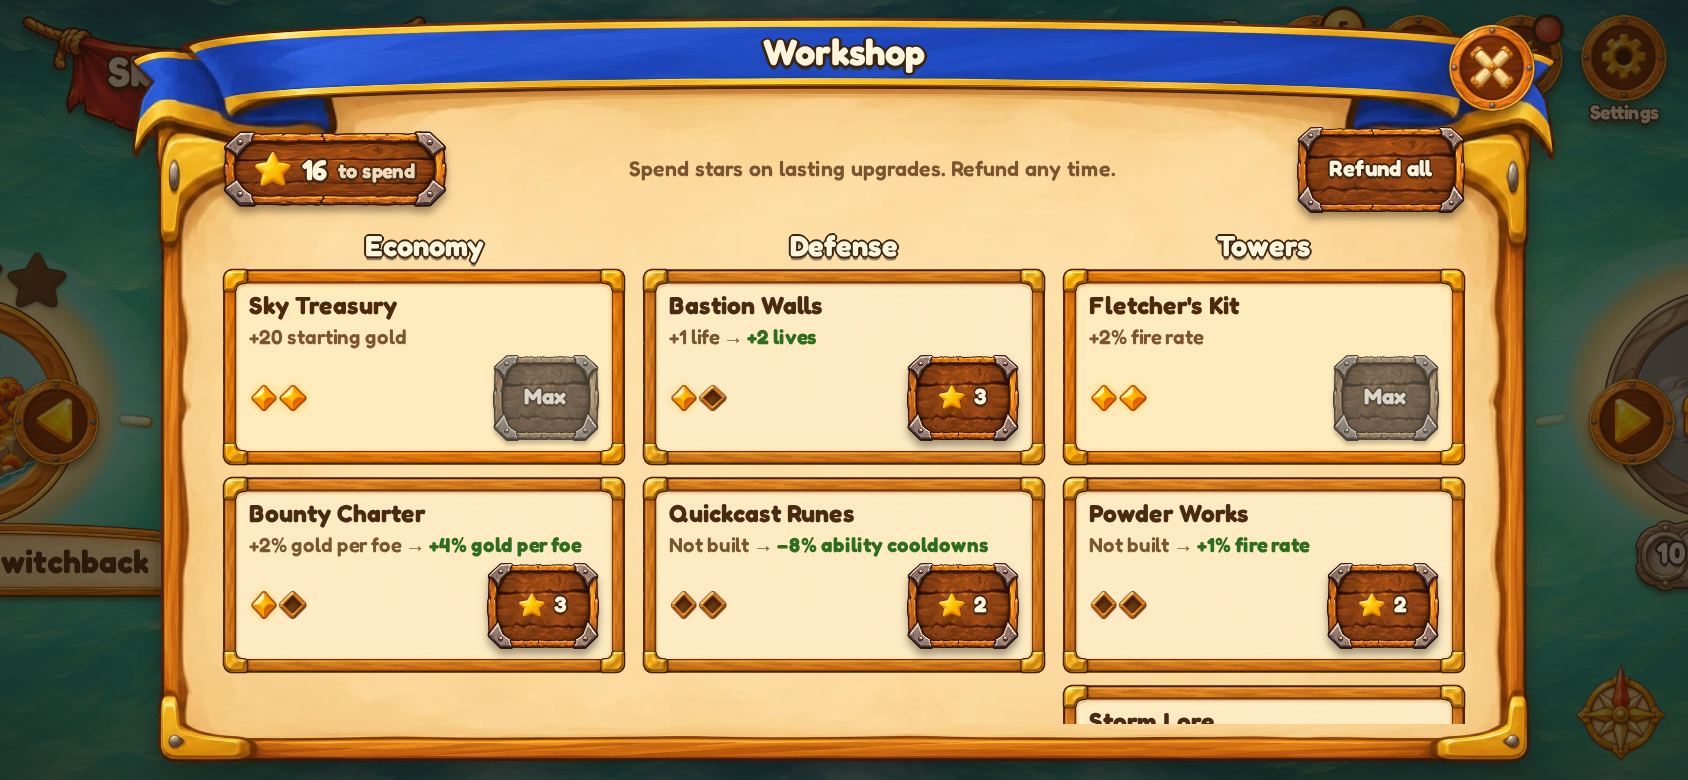 Workshop
Settings
16 to spend
Spend stars on lasting upgrades. Refund any time.
Refund all
Economy
Defense
Towers
Sky Treasury
+20 starting gold
Max
Bastion Walls
+1 life → +2 lives
3
Fletcher's Kit
+2% fire rate
Max
Bounty Charter
+2% gold per foe → +4% gold per foe
3
Quickcast Runes
Not built → −8% ability cooldowns
2
Powder Works
Not built → +1% fire rate
2
witchback
10
Storm Lore